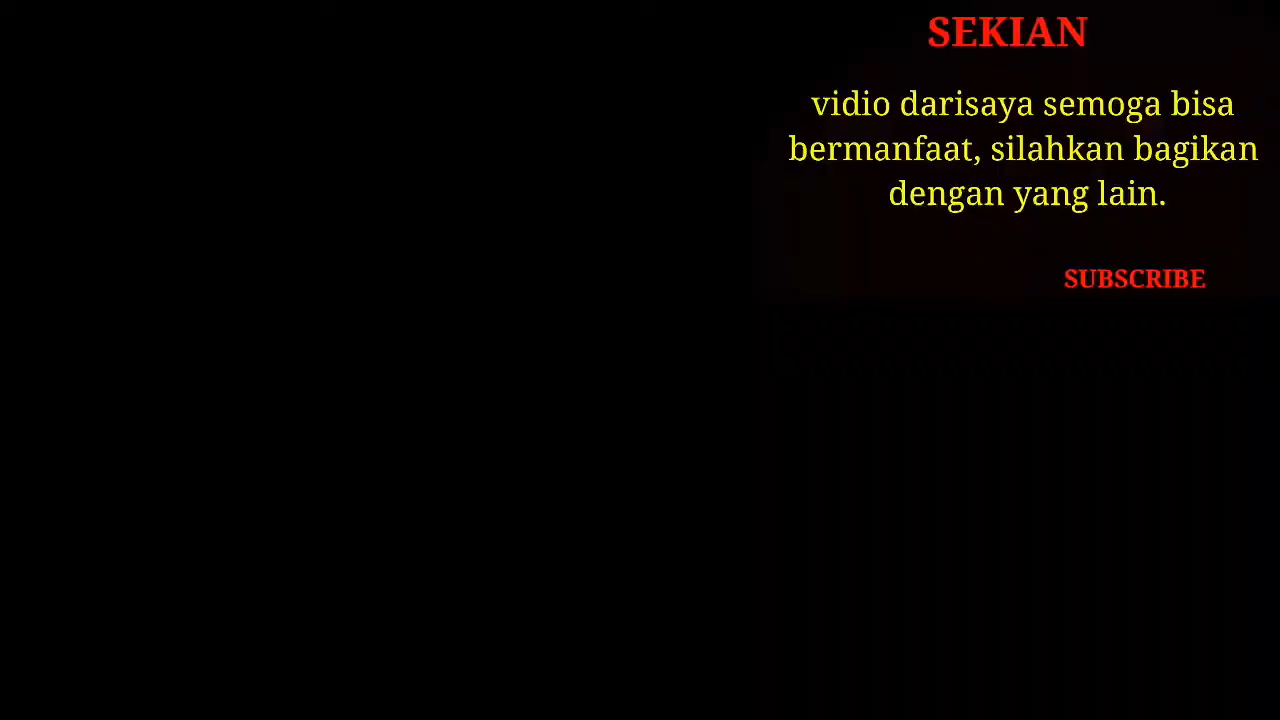 SEKIAN
vidio darisaya semoga bisa
bermanfaat, silahkan bagikan
dengan yang lain.
SUBSCRIBE